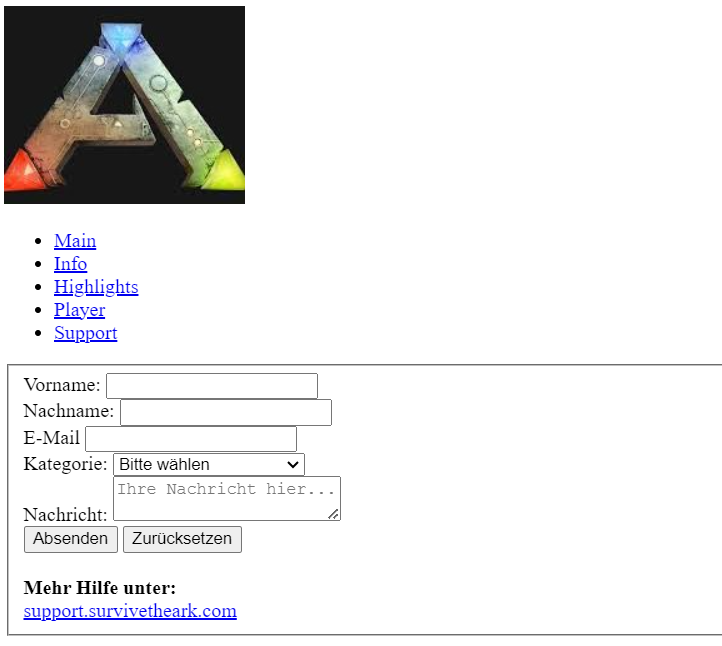 Main
Info
Highlights
Player
Support
Vorname:
Nachname:
E-Mail
Kategorie: Bitte wählen
Ihre Nachricht hier...
Nachricht:
Absenden Zurücksetzen
Mehr Hilfe unter:
support.survivetheark.com